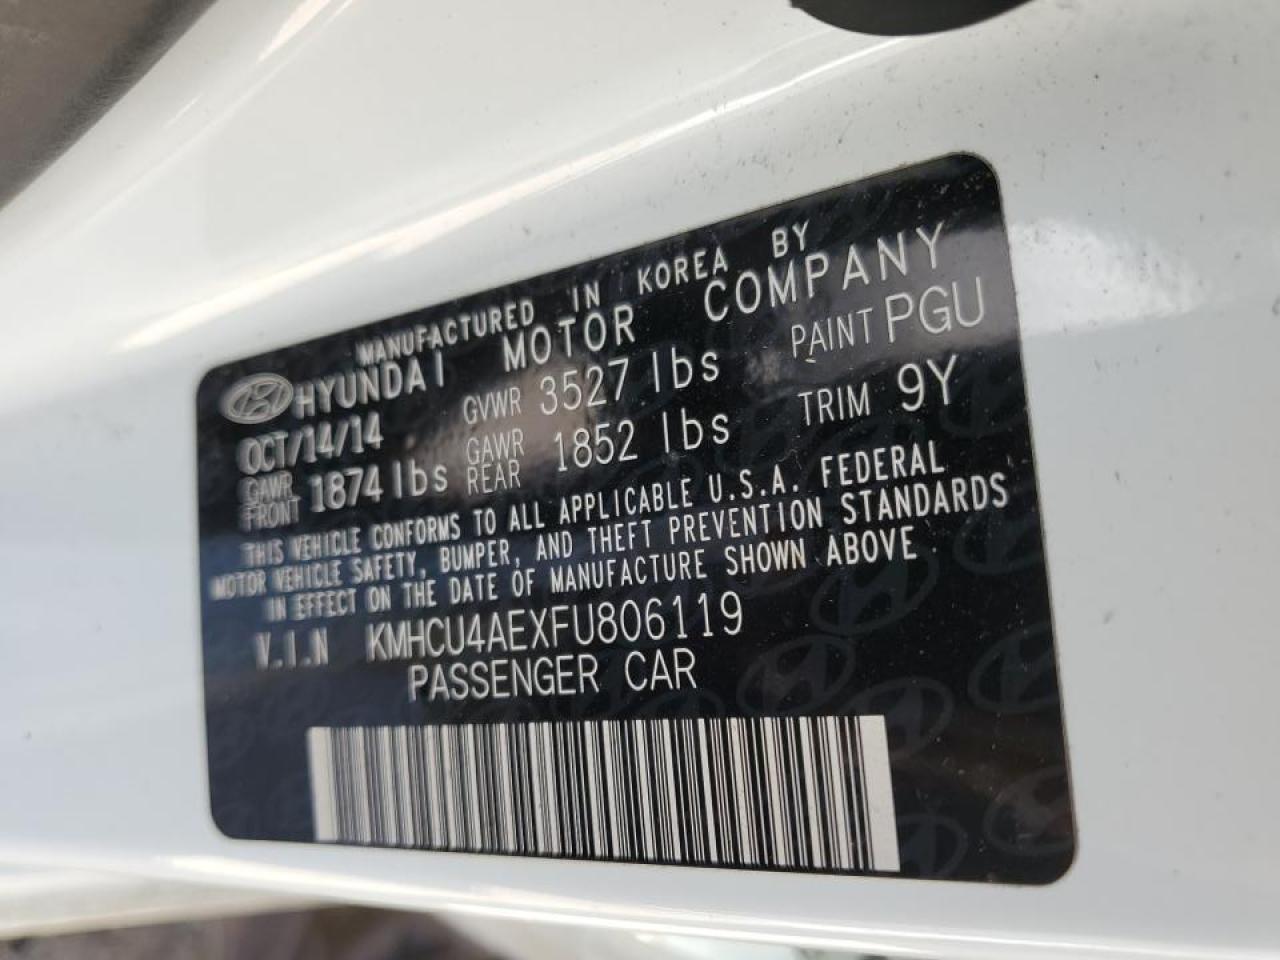 MANUFACTURED IN KOREA BY
HYUNDAI MOTOR COMPANY
OCT/14/14 GVWR 3527 lbs PAINT PGU
GAWR FRONT 1874 lbs GAWR REAR 1852 lbs TRIM 9Y
THIS VEHICLE CONFORMS TO ALL APPLICABLE U.S.A. FEDERAL
MOTOR VEHICLE SAFETY, BUMPER, AND THEFT PREVENTION STANDARDS
IN EFFECT ON THE DATE OF MANUFACTURE SHOWN ABOVE
V.I.N KMHCU4AEXFU806119
PASSENGER CAR